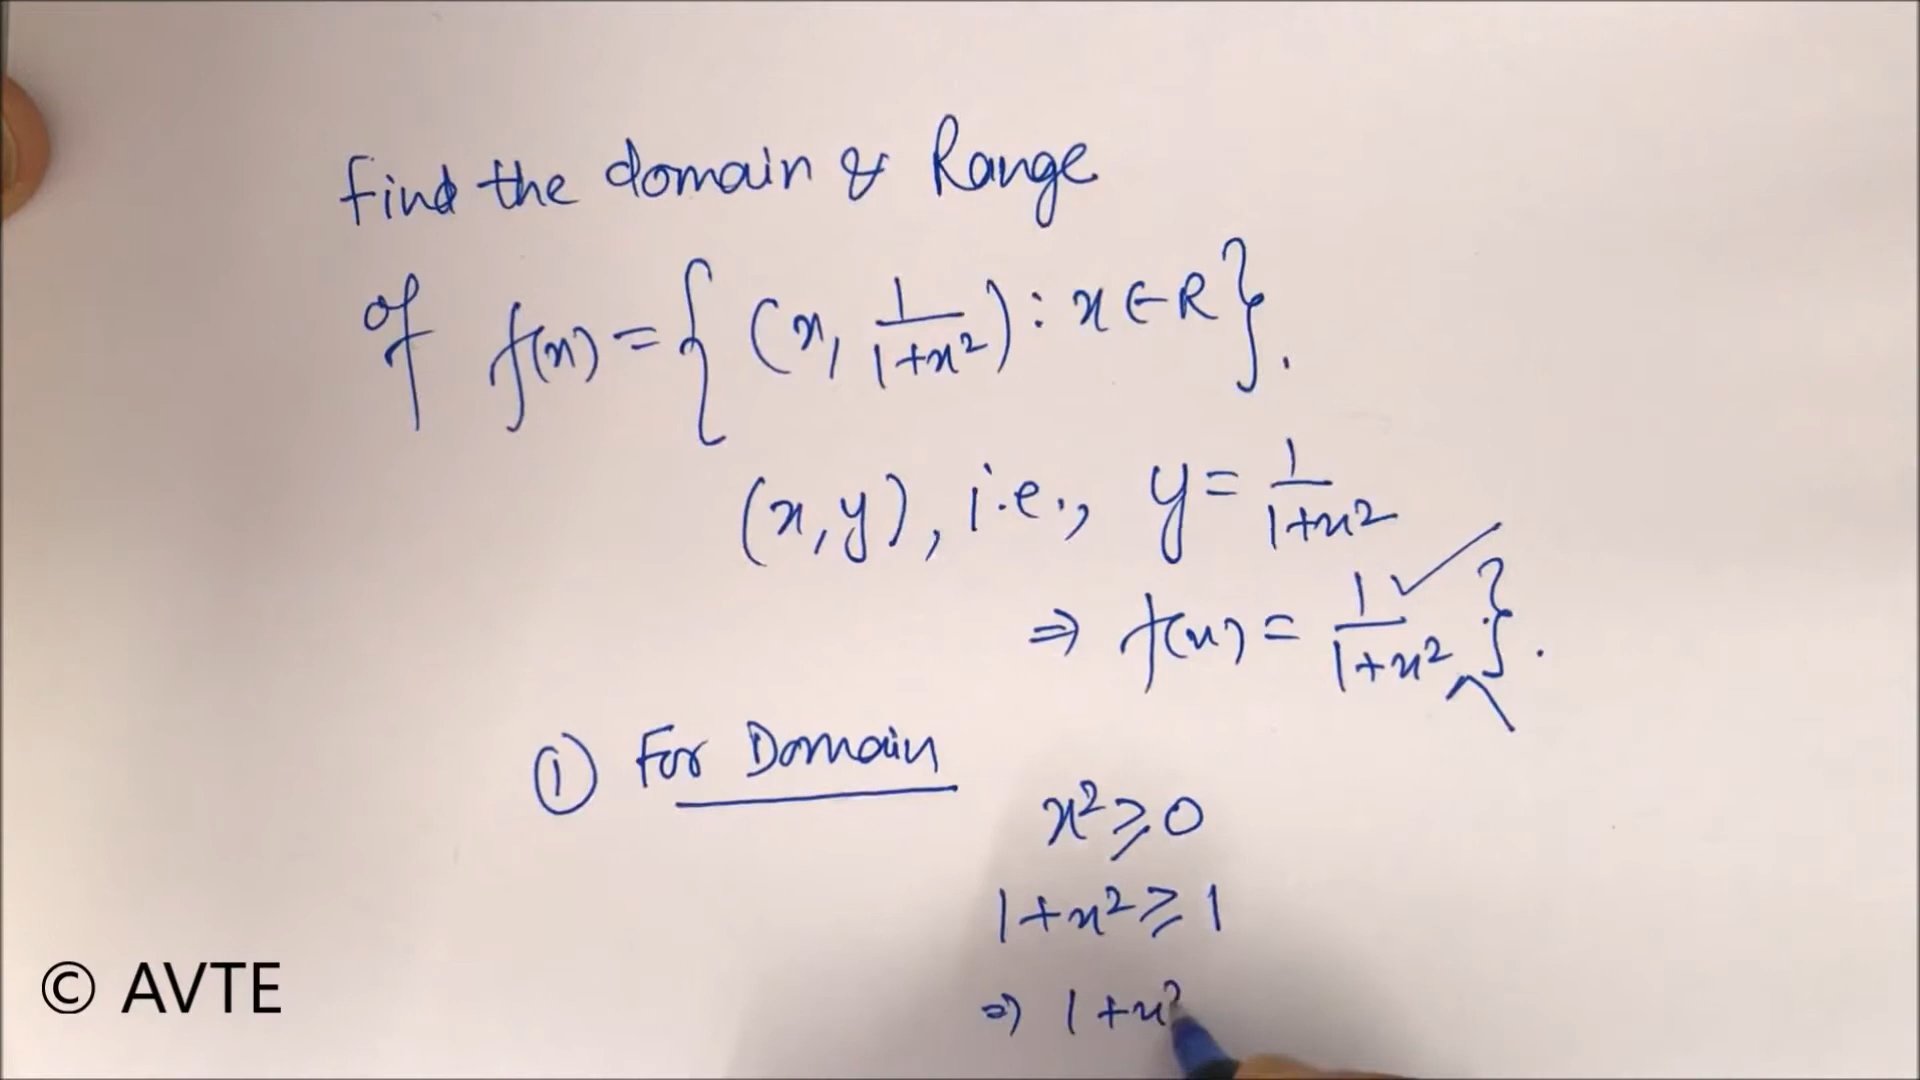 Find the domain & Range
of f(x) = { (x, 1/(1+x²)) : x ∈ R }.
(x, y), i.e., y = 1/(1+x²)
⇒ f(x) = 1/(1+x²) }.
① For Domain
x² ⩾ 0
1+x² ⩾ 1
⇒ 1+x²
© AVTE